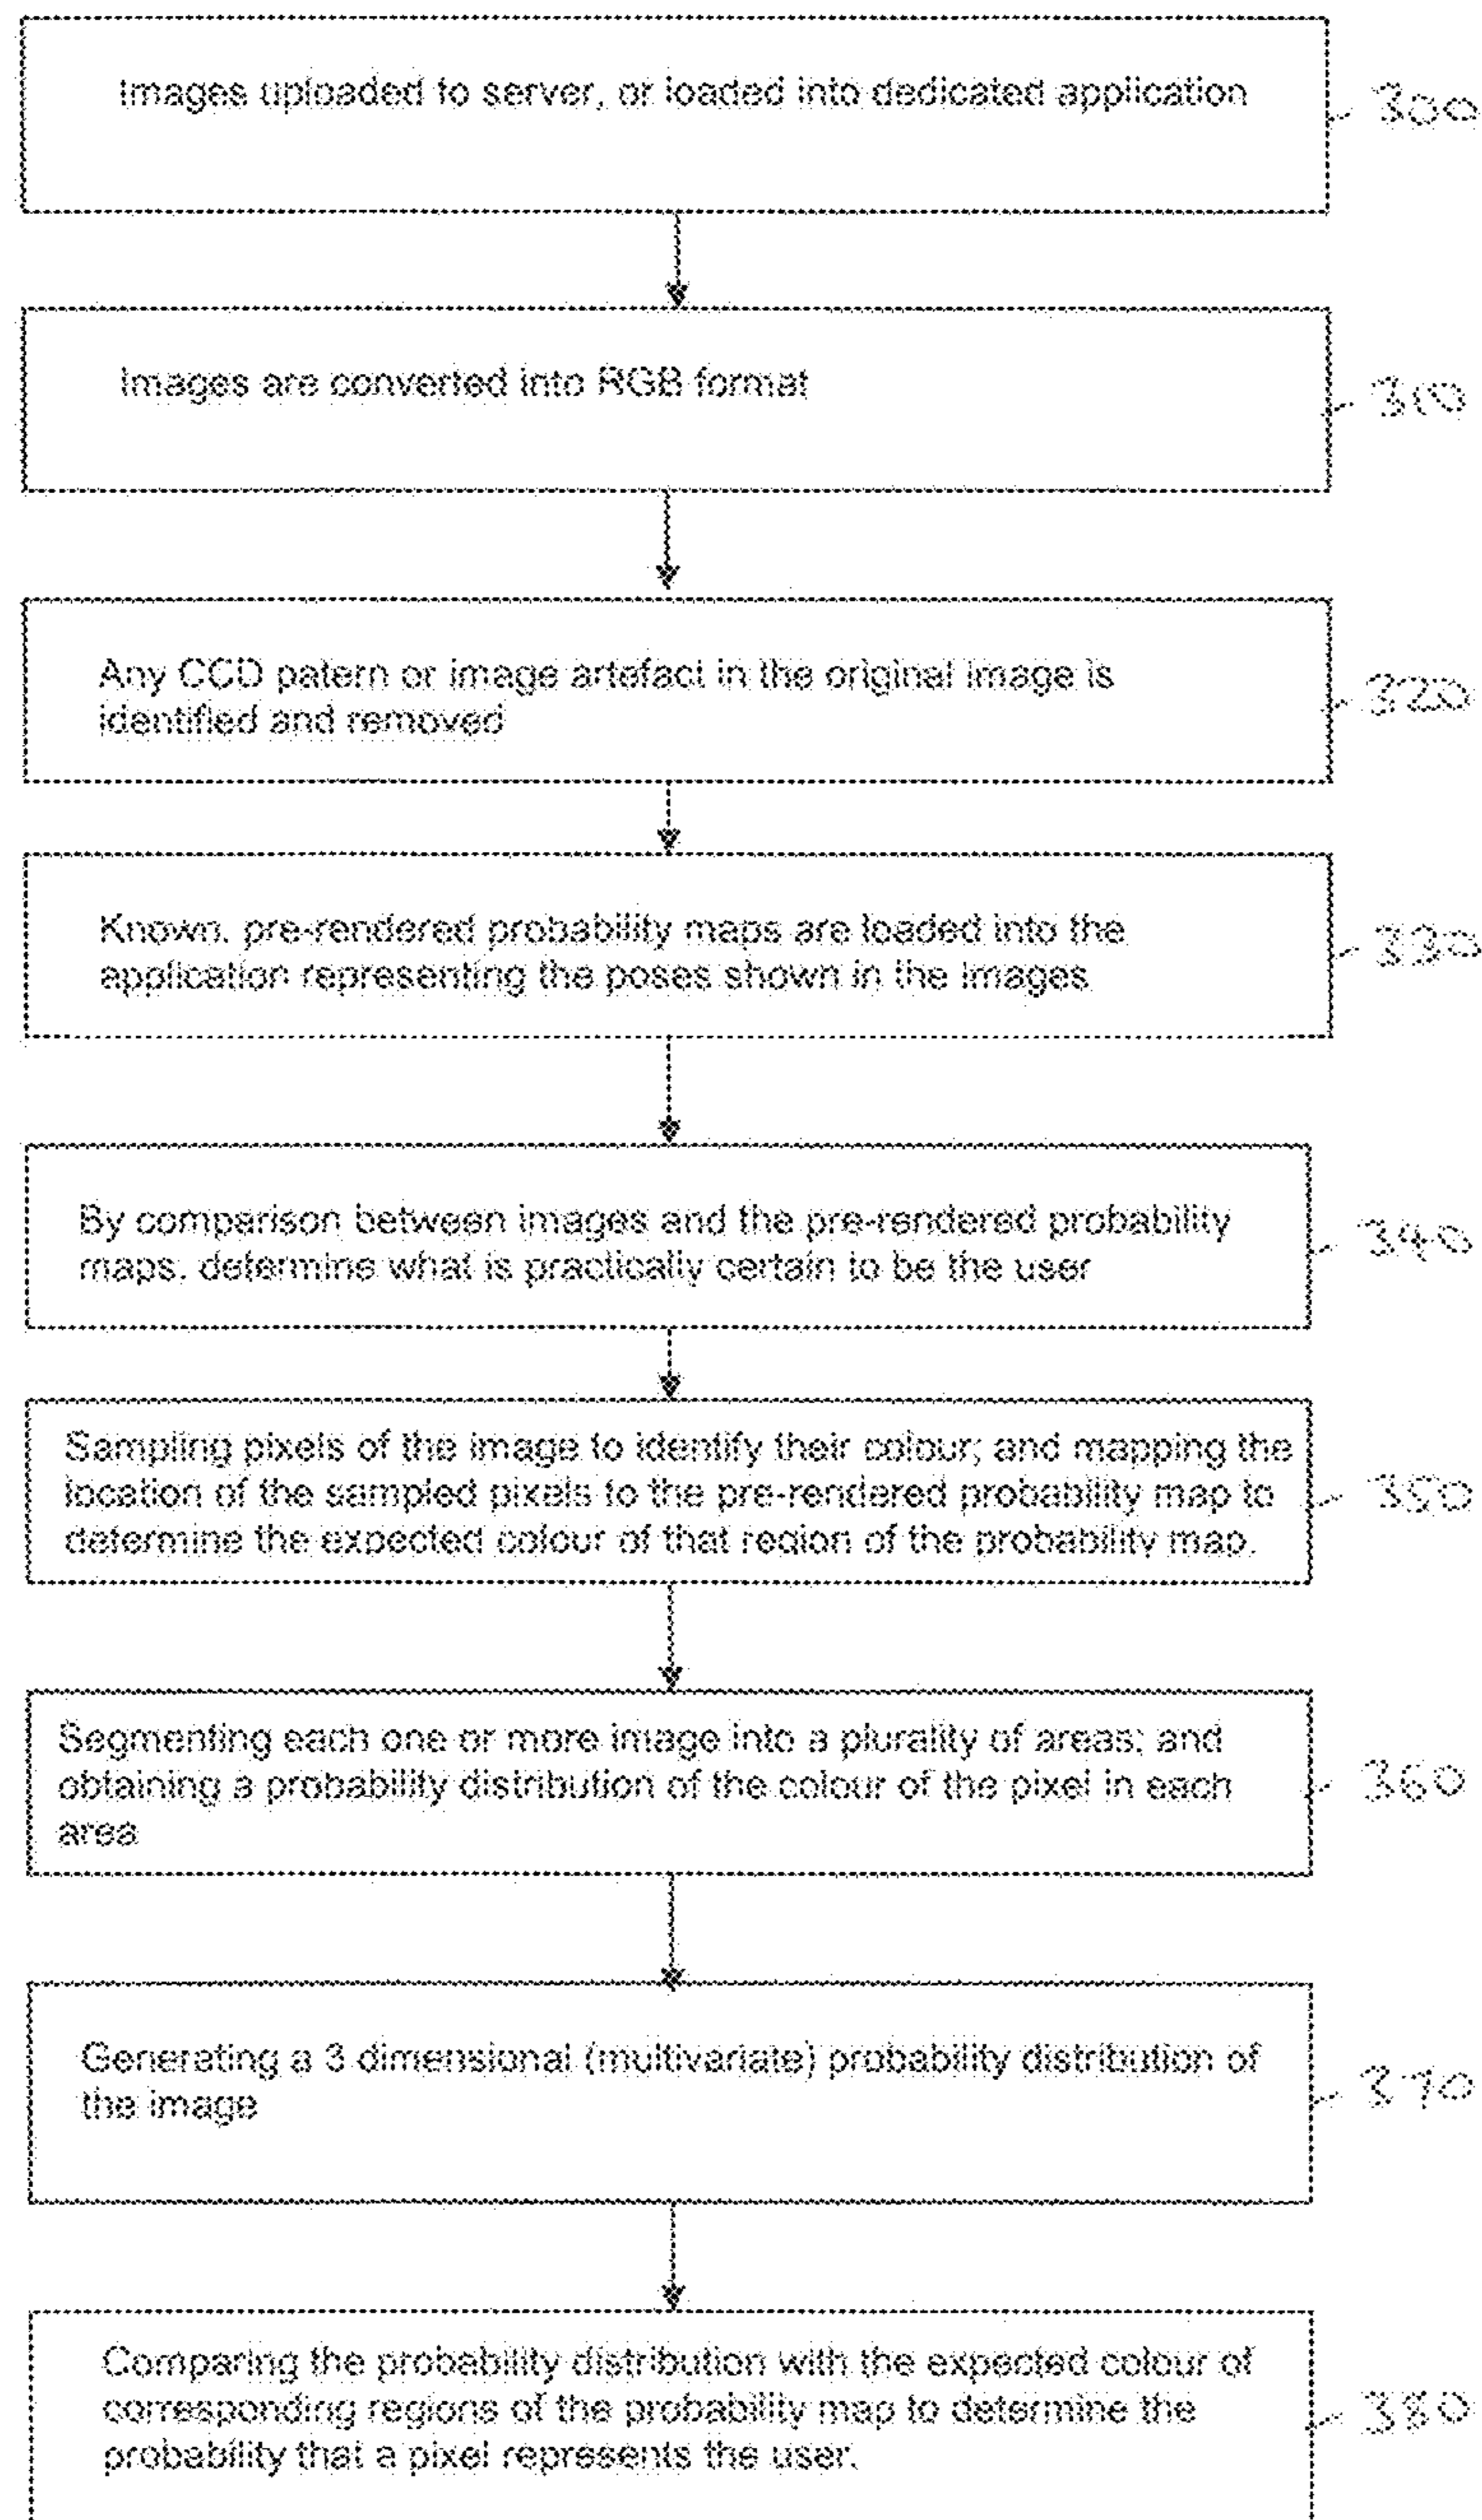 Images uploaded to server, or loaded into dedicated application
300
Images are converted into RGB format
310
Any CCD patern or image artefact in the original image is
identified and removed
320
Known, pre-rendered probability maps are loaded into the
application representing the poses shown in the images
330
By comparison between images and the pre-rendered probability
maps, determine what is practically certain to be the user
340
Sampling pixels of the image to identify their colour; and mapping the
location of the sampled pixels to the pre-rendered probability map to
determine the expected colour of that region of the probability map.
350
Segmenting each one or more image into a plurality of areas; and
obtaining a probability distribution of the colour of the pixel in each
area
360
Generating a 3 dimensional (multivariate) probability distribution of
the image
370
Comparing the probability distribution with the expected colour of
corresponding regions of the probability map to determine the
probability that a pixel represents the user.
380